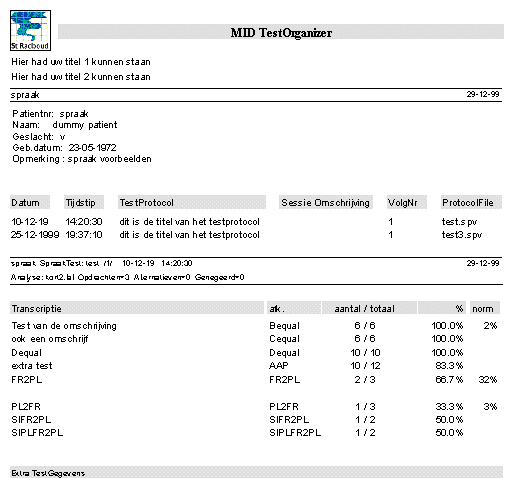 St Radboud
MID TestOrganizer
Hier had uw titel 1 kunnen staan
Hier had uw titel 2 kunnen staan
spraak 29-12-99
Patientnr: spraak
Naam: dummy patient
Geslacht: v
Geb.datum: 23-05-1972
Opmerking : spraak voorbeelden
Datum Tijdstip TestProtocol Sessie Omschrijving VolgNr ProtocolFile
10-12-19 14:20:30 dit is de titel van het testprotocol 1 test.spv
25-12-1999 19:37:10 dit is de titel van het testprotocol 1 test3.spv
spraak SpraakTest: test /1/ 10-12-19 14:20:30 29-12-99
Analyse: kort2.lal Opdrachten=3 Alternatieven=0 Genegeerd=0
Transcriptie afk. aantal / totaal % norm
Test van de omschrijving Bequal 6 / 6 100.0% 2%
ook een omschrijf Cequal 6 / 6 100.0%
Dequal Dequal 10 / 10 100.0%
extra test AAP 10 / 12 83.3%
FR2PL FR2PL 2 / 3 66.7% 32%
PL2FR PL2FR 1 / 3 33.3% 3%
SIFR2PL SIFR2PL 1 / 2 50.0%
SIPLFR2PL SIPLFR2PL 1 / 2 50.0%
Extra TestGegevens